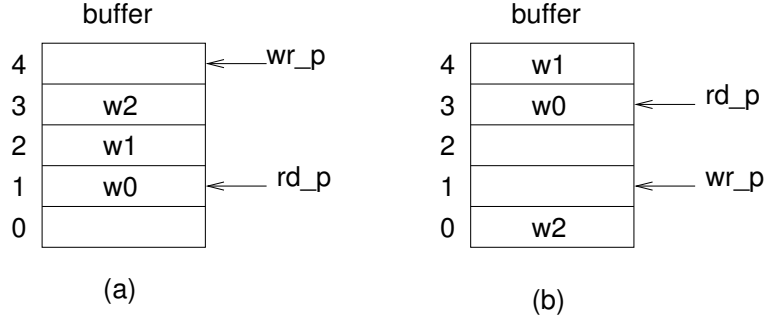 buffer
4 wr_p
3 w2
2 w1
1 w0 rd_p
0
(a)
buffer
4 w1
3 w0 rd_p
2
1 wr_p
0 w2
(b)